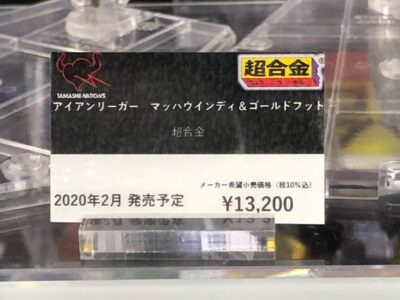 超合金
TAMASHII NATIONS
アイアンリーガー マッハウインディ＆ゴールドフット
超合金
メーカー希望小売価格（税10%込）
2020年2月 発売予定 ¥13,200